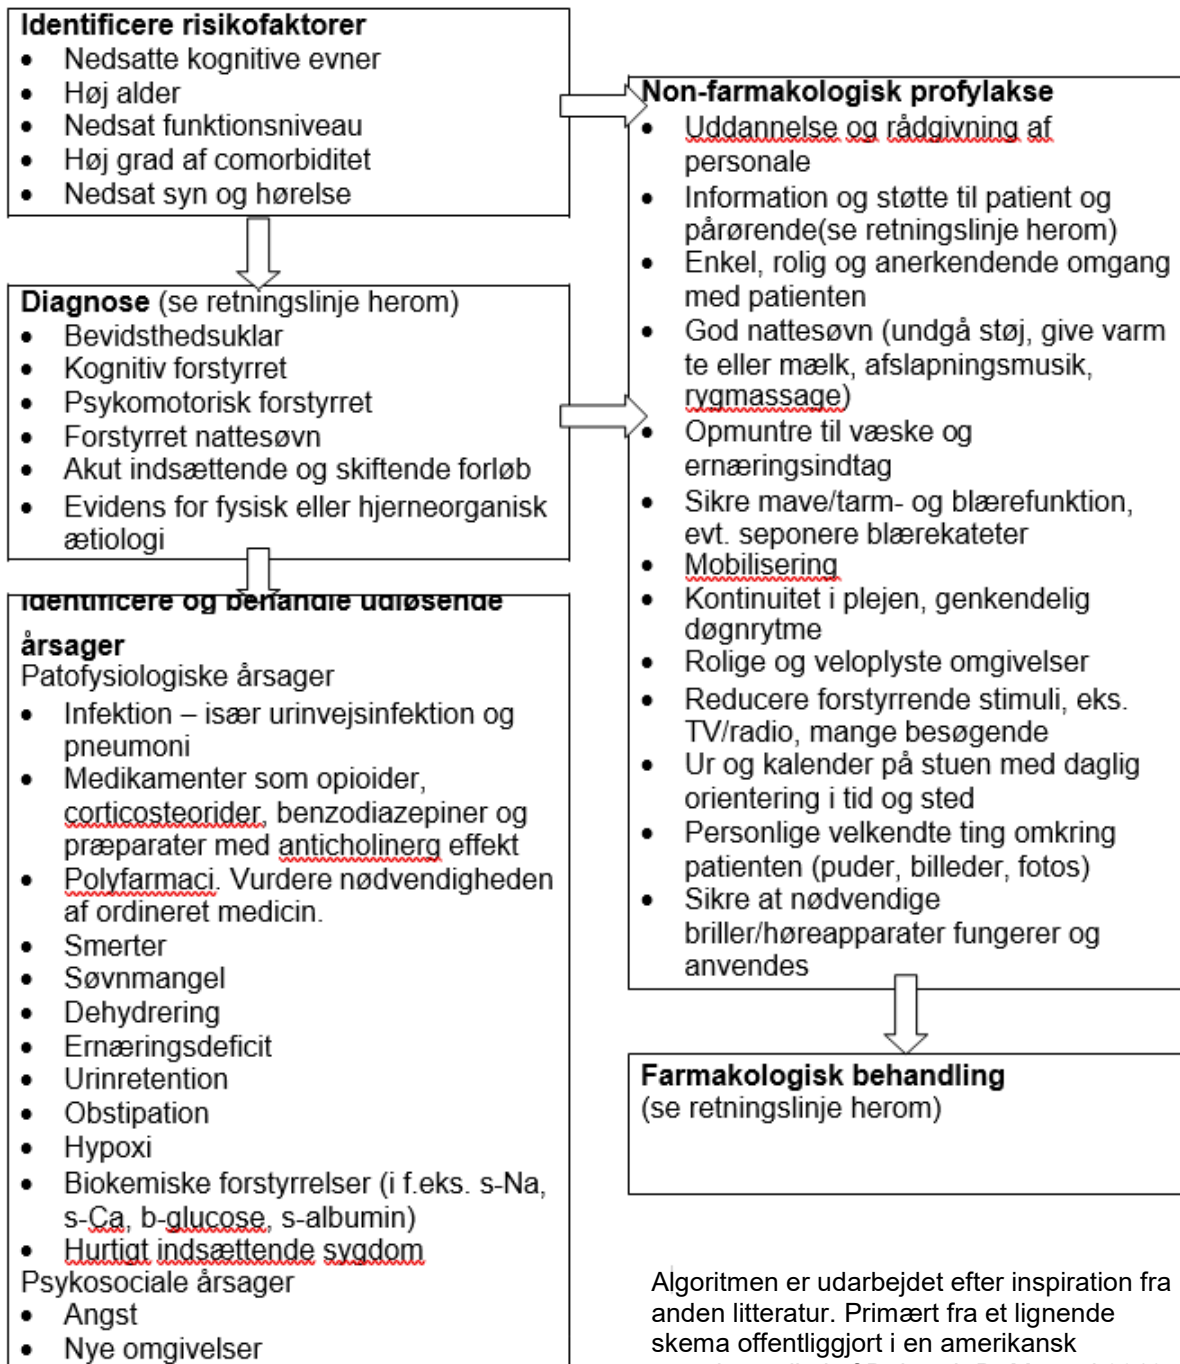 Identificere risikofaktorer
• Nedsatte kognitive evner
• Høj alder
• Nedsat funktionsniveau
• Høj grad af comorbiditet
• Nedsat syn og hørelse
Diagnose (se retningslinje herom)
• Bevidsthedsuklar
• Kognitiv forstyrret
• Psykomotorisk forstyrret
• Forstyrret nattesøvn
• Akut indsættende og skiftende forløb
• Evidens for fysisk eller hjerneorganisk
ætiologi
Identificere og behandle udløsende
årsager
Patofysiologiske årsager
• Infektion – især urinvejsinfektion og
pneumoni
• Medikamenter som opioider,
corticosteorider, benzodiazepiner og
præparater med anticholinerg effekt
• Polyfarmaci. Vurdere nødvendigheden
af ordineret medicin.
• Smerter
• Søvnmangel
• Dehydrering
• Ernæringsdeficit
• Urinretention
• Obstipation
• Hypoxi
• Biokemiske forstyrrelser (i f.eks. s-Na,
s-Ca, b-glucose, s-albumin)
• Hurtigt indsættende sygdom
Psykosociale årsager
• Angst
• Nye omgivelser
Non-farmakologisk profylakse
• Uddannelse og rådgivning af
personale
• Information og støtte til patient og
pårørende(se retningslinje herom)
• Enkel, rolig og anerkendende omgang
med patienten
• God nattesøvn (undgå støj, give varm
te eller mælk, afslapningsmusik,
rygmassage)
• Opmuntre til væske og
ernæringsindtag
• Sikre mave/tarm- og blærefunktion,
evt. seponere blærekateter
• Mobilisering
• Kontinuitet i plejen, genkendelig
døgnrytme
• Rolige og veloplyste omgivelser
• Reducere forstyrrende stimuli, eks.
TV/radio, mange besøgende
• Ur og kalender på stuen med daglig
orientering i tid og sted
• Personlige velkendte ting omkring
patienten (puder, billeder, fotos)
• Sikre at nødvendige
briller/høreapparater fungerer og
anvendes
Farmakologisk behandling
(se retningslinje herom)
Algoritmen er udarbejdet efter inspiration fra
anden litteratur. Primært fra et lignende
skema offentliggjort i en amerikansk